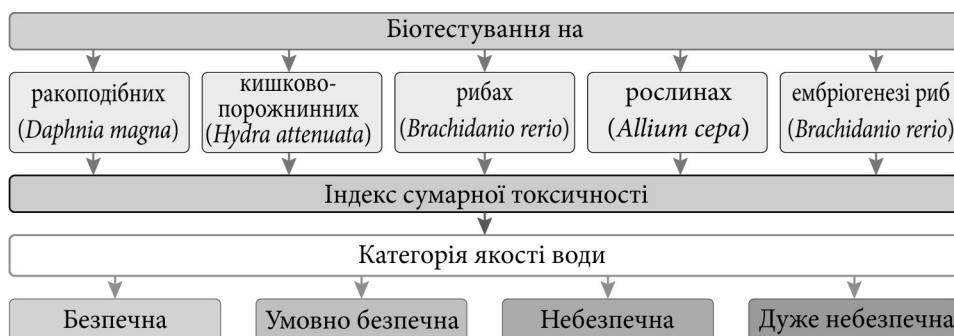 Біотестування на
ракоподібних
(Daphnia magna)
кишково-
порожнинних
(Hydra attenuata)
рибах
(Brachidanio rerio)
рослинах
(Allium cepa)
ембріогенезі риб
(Brachidanio rerio)
Індекс сумарної токсичності
Категорія якості води
Безпечна
Умовно безпечна
Небезпечна
Дуже небезпечна